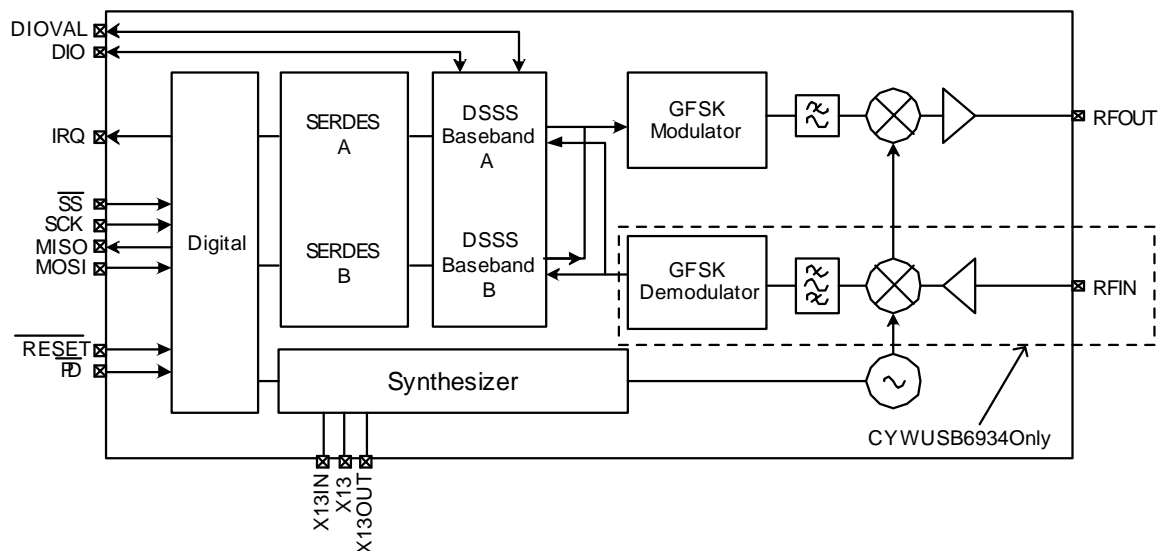 DIOVAL
DIO
IRQ
SS
SCK
MISO
MOSI
RESET
PD
Digital
SERDES
A
SERDES
B
DSSS
Baseband
A
DSSS
Baseband
B
GFSK
Modulator
GFSK
Demodulator
Synthesizer
RFOUT
RFIN
CYWUSB6934Only
X13IN
X13
X13OUT